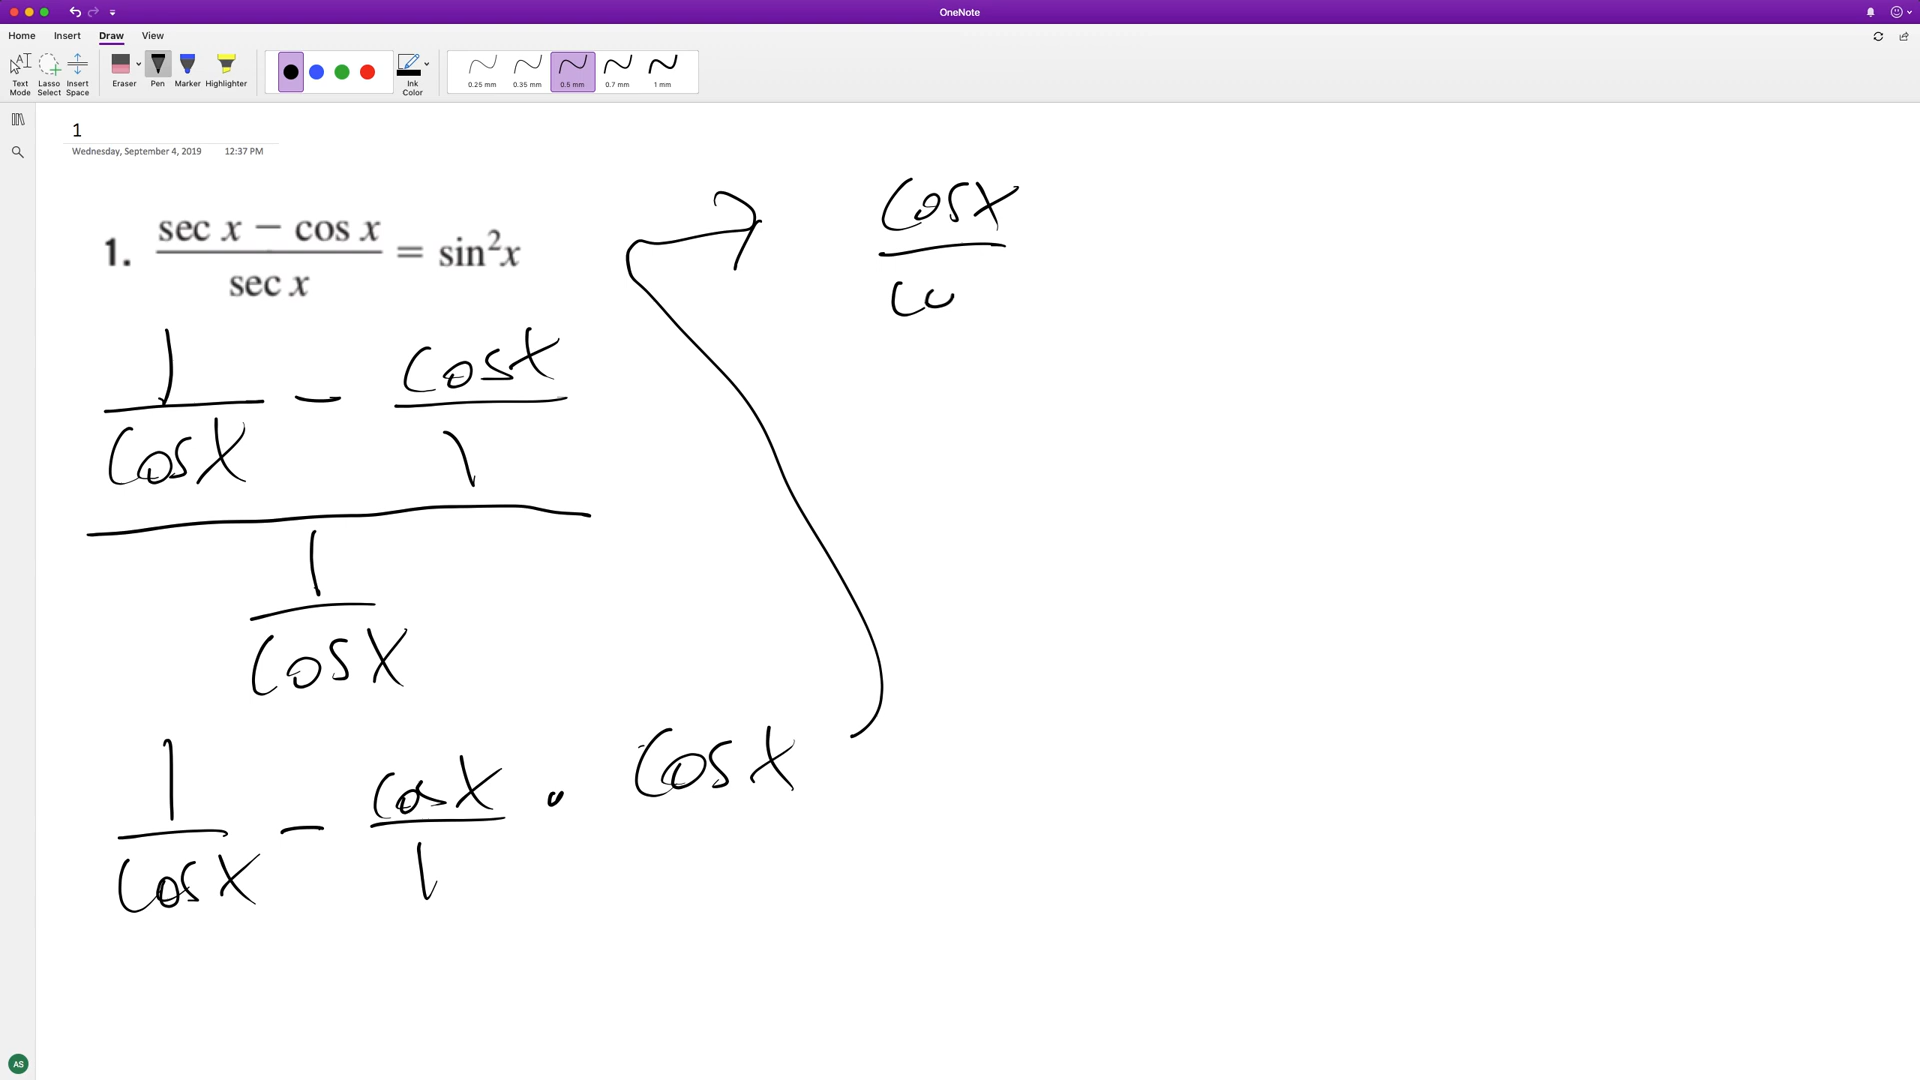 OneNote
Home Insert Draw View
Text Mode Lasso Select Insert Space Eraser Pen Marker Highlighter Ink Color 0.25 mm 0.35 mm 0.5 mm 0.7 mm 1 mm
1
Wednesday, September 4, 2019 12:37 PM
1. (sec x − cos x) / sec x = sin²x
1/cosx − cosx/1
1/cosx
1/cosx − cosx/1 · cosx
cosx
co
AS